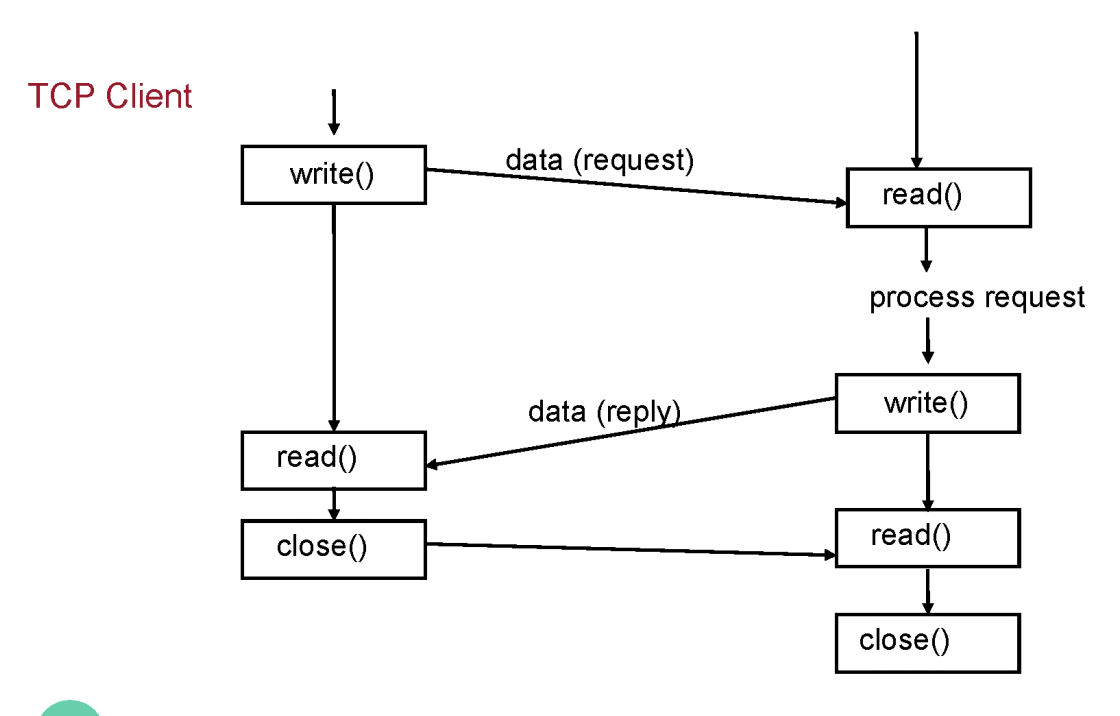 TCP Client
write()
data (request)
read()
process request
write()
data (reply)
read()
read()
close()
close()